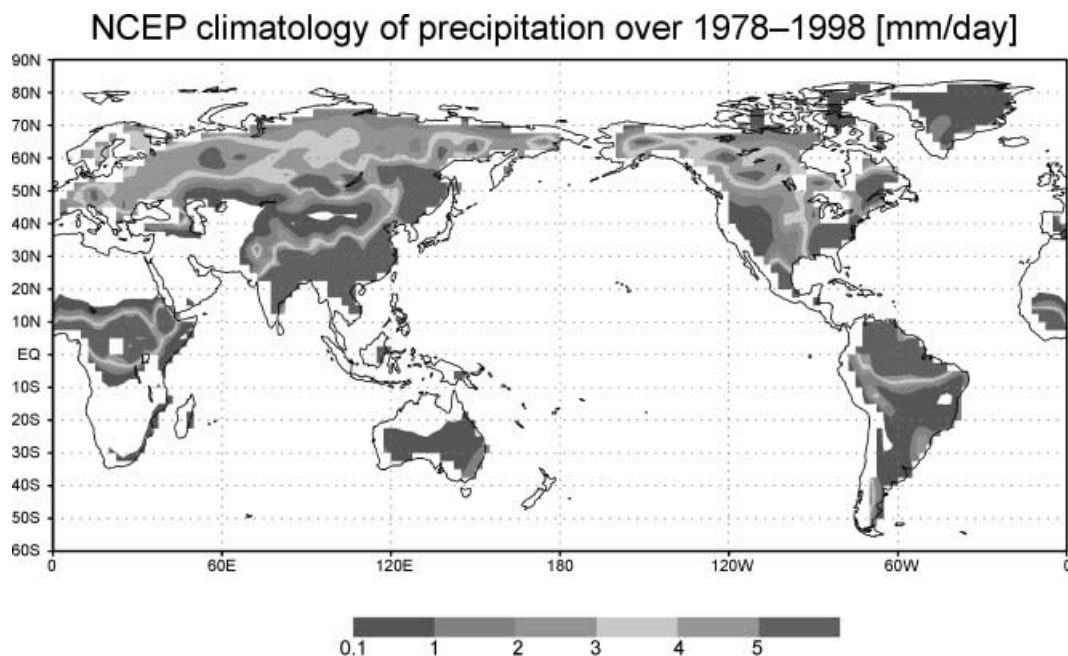 NCEP climatology of precipitation over 1978–1998 [mm/day]
90N
80N
70N
60N
50N
40N
30N
20N
10N
EQ
10S
20S
30S
40S
50S
60S
0 60E 120E 180 120W 60W 0
0.1 1 2 3 4 5